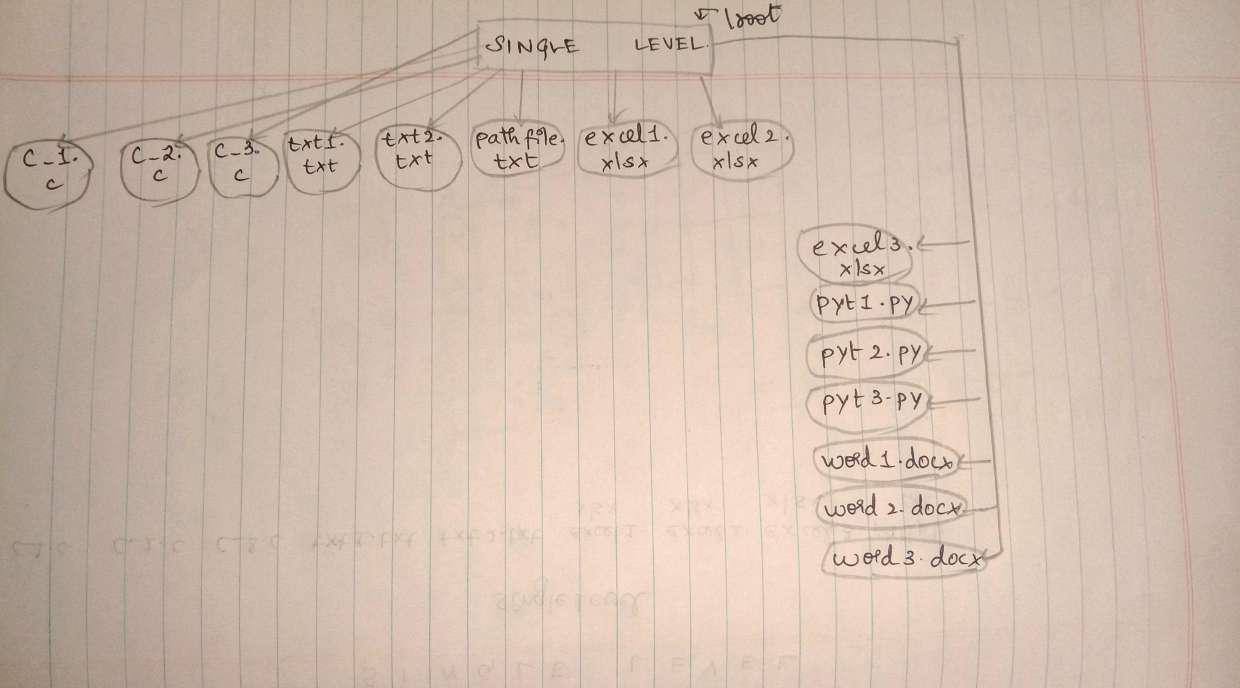 \root
SINGLE LEVEL.
C_1.
c
C_2.
c
C_3.
c
txt1.
txt
txt2.
txt
pathfile.
txt
excel1.
xlsx
excel2.
xlsx
excel3.
xlsx
pyt1.py
pyt2.py
pyt3.py
word1.docx
word2.docx
word3.docx